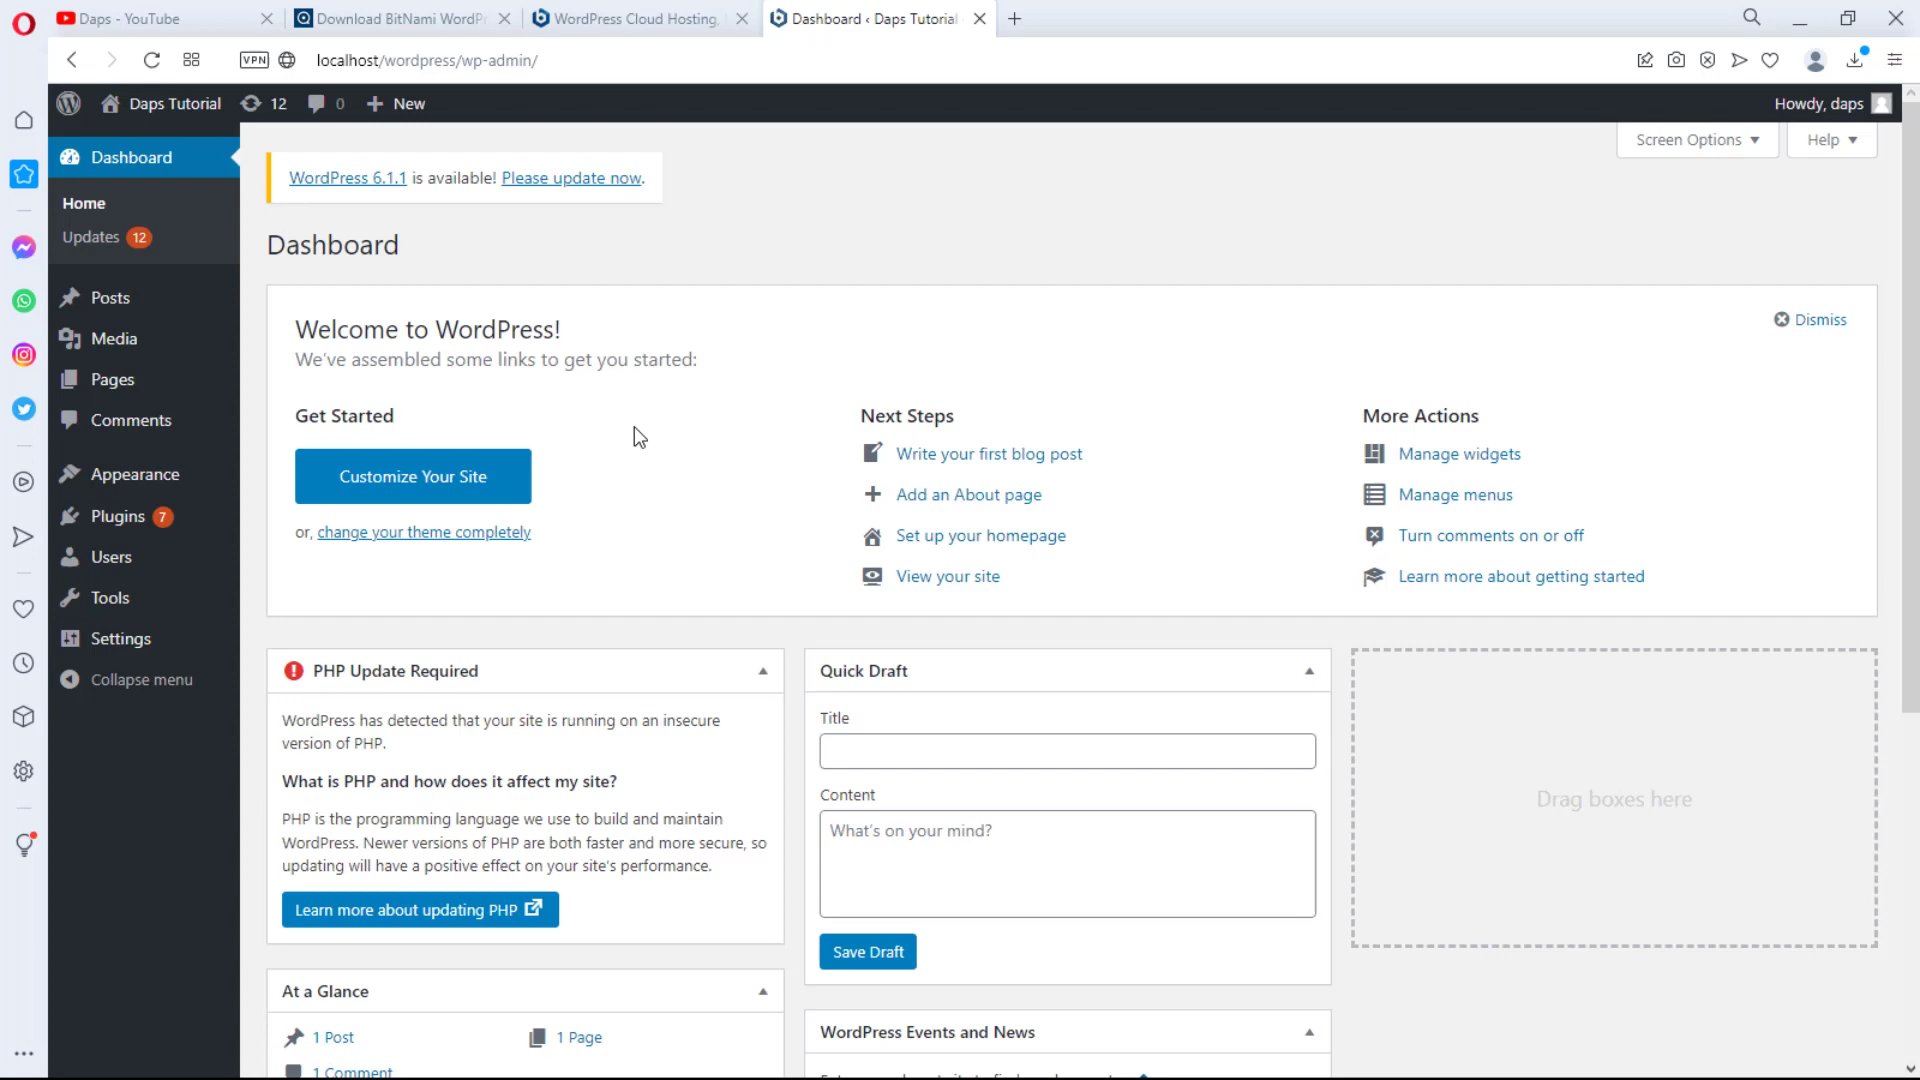 Daps - YouTube
Download BitNami WordPr
WordPress Cloud Hosting,
Dashboard ‹ Daps Tutorial
VPN
localhost/wordpress/wp-admin/
Daps Tutorial
12
0
New
Howdy, daps
Dashboard
Home
Updates 12
Posts
Media
Pages
Comments
Appearance
Plugins 7
Users
Tools
Settings
Collapse menu
Screen Options
Help
WordPress 6.1.1 is available! Please update now.
Dashboard
Welcome to WordPress!
We've assembled some links to get you started:
Dismiss
Get Started
Customize Your Site
or, change your theme completely
Next Steps
Write your first blog post
Add an About page
Set up your homepage
View your site
More Actions
Manage widgets
Manage menus
Turn comments on or off
Learn more about getting started
PHP Update Required
WordPress has detected that your site is running on an insecure
version of PHP.
What is PHP and how does it affect my site?
PHP is the programming language we use to build and maintain
WordPress. Newer versions of PHP are both faster and more secure, so
updating will have a positive effect on your site's performance.
Learn more about updating PHP
At a Glance
1 Post
1 Page
1 Comment
Quick Draft
Title
Content
What's on your mind?
Save Draft
WordPress Events and News
Drag boxes here